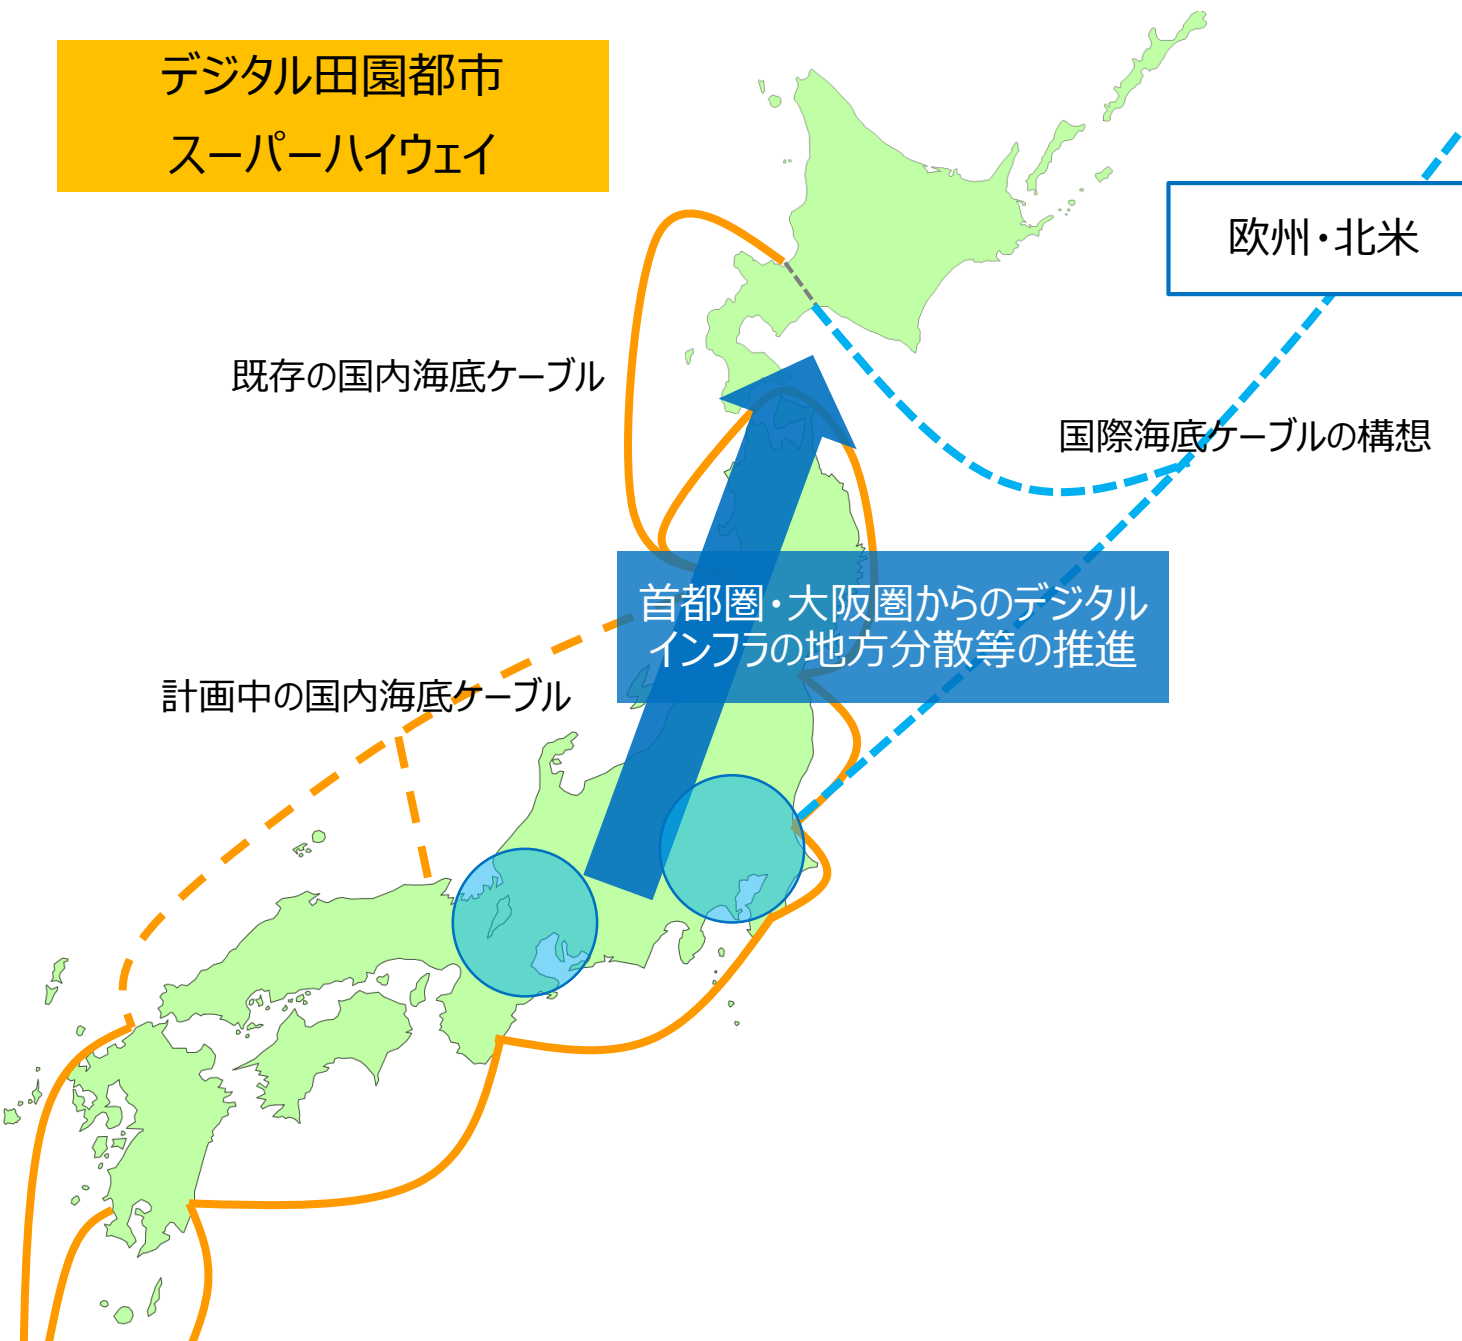 デジタル田園都市
スーパーハイウェイ
欧州・北米
既存の国内海底ケーブル
国際海底ケーブルの構想
首都圏・大阪圏からのデジタル
インフラの地方分散等の推進
計画中の国内海底ケーブル